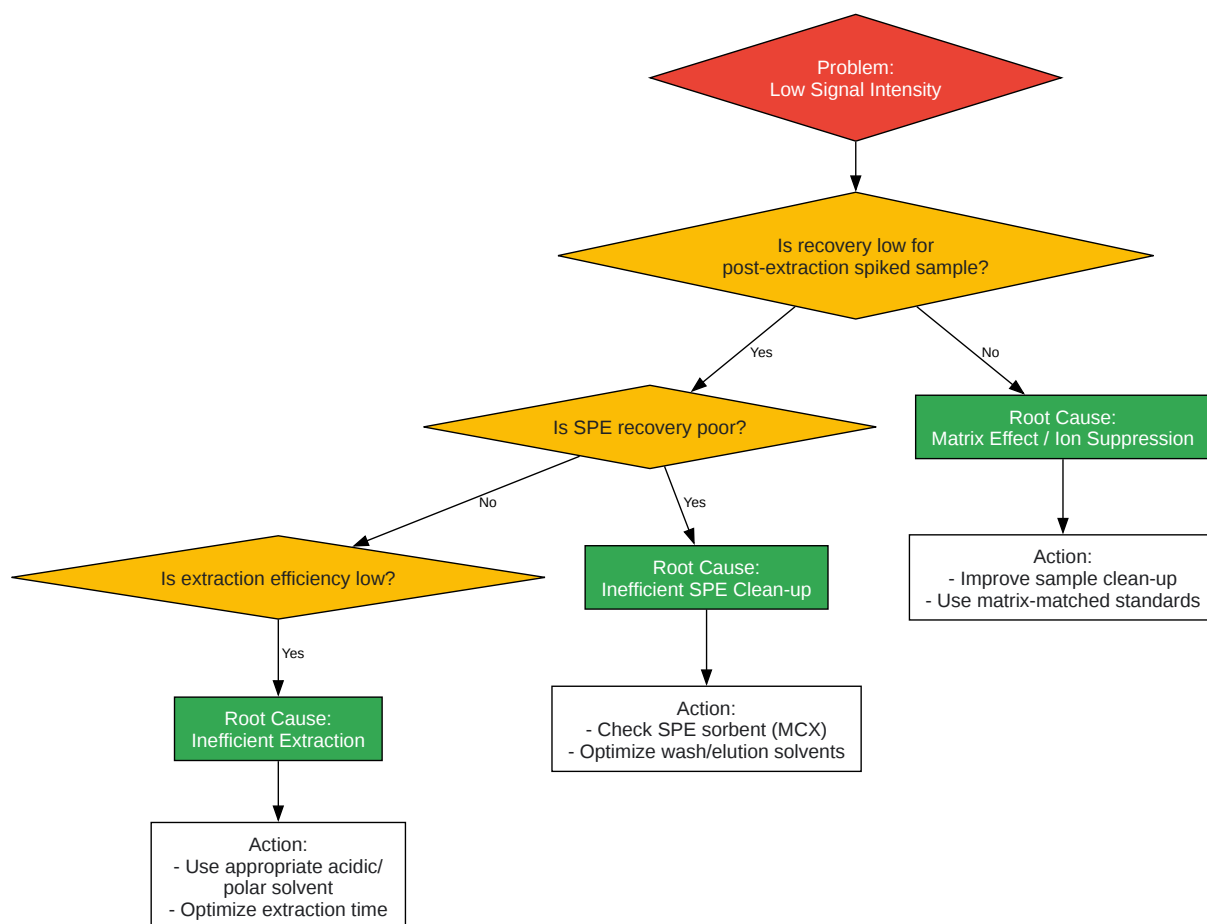 Problem:
Low Signal Intensity
Is recovery low for
post-extraction spiked sample?
Yes
No
Is SPE recovery poor?
Root Cause:
Matrix Effect / Ion Suppression
No
Yes
Action:
- Improve sample clean-up
- Use matrix-matched standards
Is extraction efficiency low?
Root Cause:
Inefficient SPE Clean-up
Yes
Root Cause:
Inefficient Extraction
Action:
- Check SPE sorbent (MCX)
- Optimize wash/elution solvents
Action:
- Use appropriate acidic/
polar solvent
- Optimize extraction time